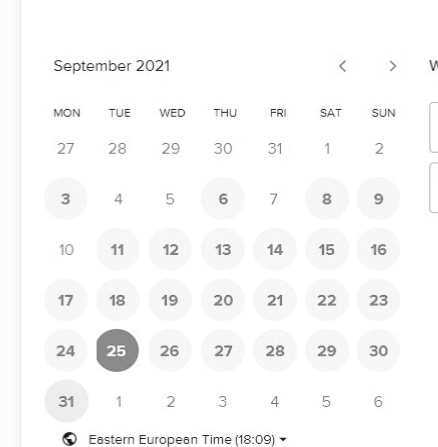 September 2021
W
MON TUE WED THU FRI SAT SUN
27 28 29 30 31 1 2
3 4 5 6 7 8 9
10 11 12 13 14 15 16
17 18 19 20 21 22 23
24 25 26 27 28 29 30
31 1 2 3 4 5 6
Eastern European Time (18:09)